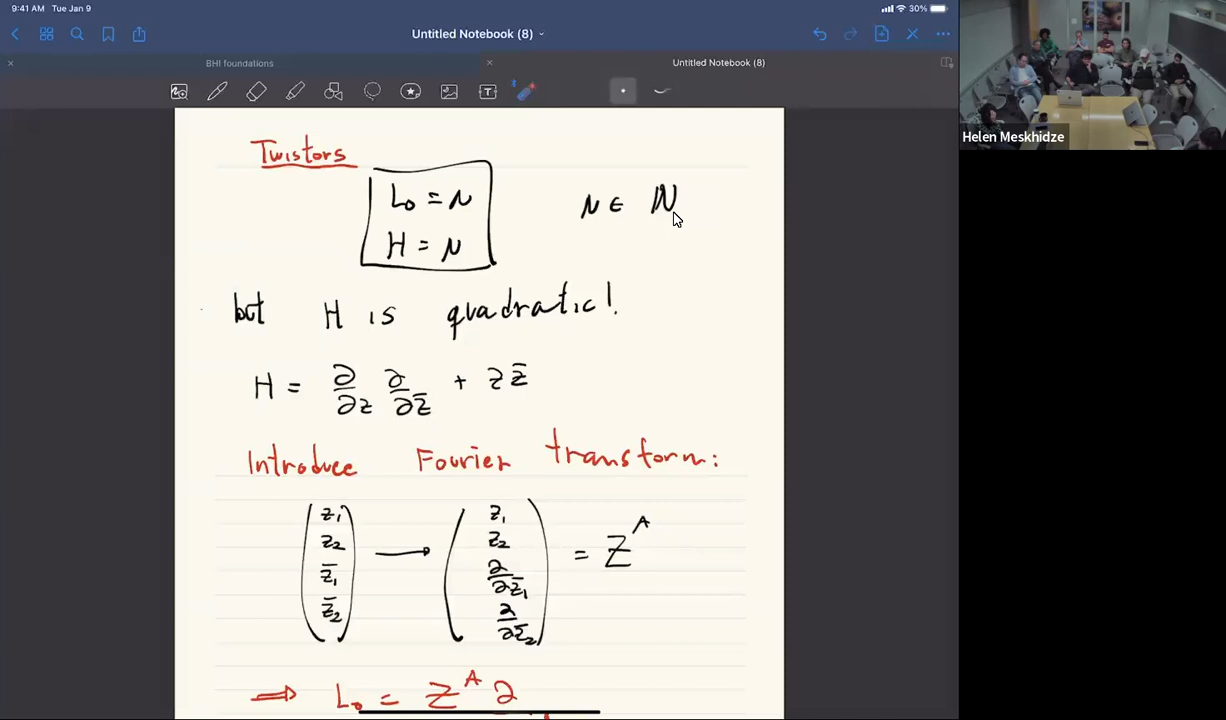 9:41 AM Tue Jan 9
30%
Untitled Notebook (8)
BHI foundations
Untitled Notebook (8)
Helen Meskhidze
Twistors
L₀ = N
H = N
N ∈ ℕ
but H is quadratic!
H = ∂/∂z ∂/∂z̄ + z z̄
Introduce Fourier transform:
(z₁ z₂ z̄₁ z̄₂) → (z₁ z₂ ∂/∂z̄₁ ∂/∂z̄₂) = Z^A
⇒ L₀ = Z^A ∂